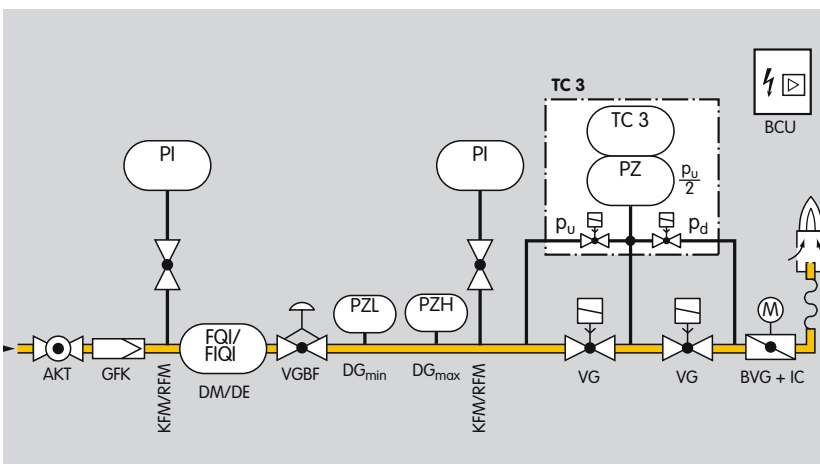 TC 3
BCU
PI
PI
TC 3
PZ
pu
2
pu
pd
PZL
PZH
FQI/
FIQI
M
AKT
GFK
KFM/RFM
DM/DE
VGBF
DGmin
DGmax
KFM/RFM
VG
VG
BVG + IC